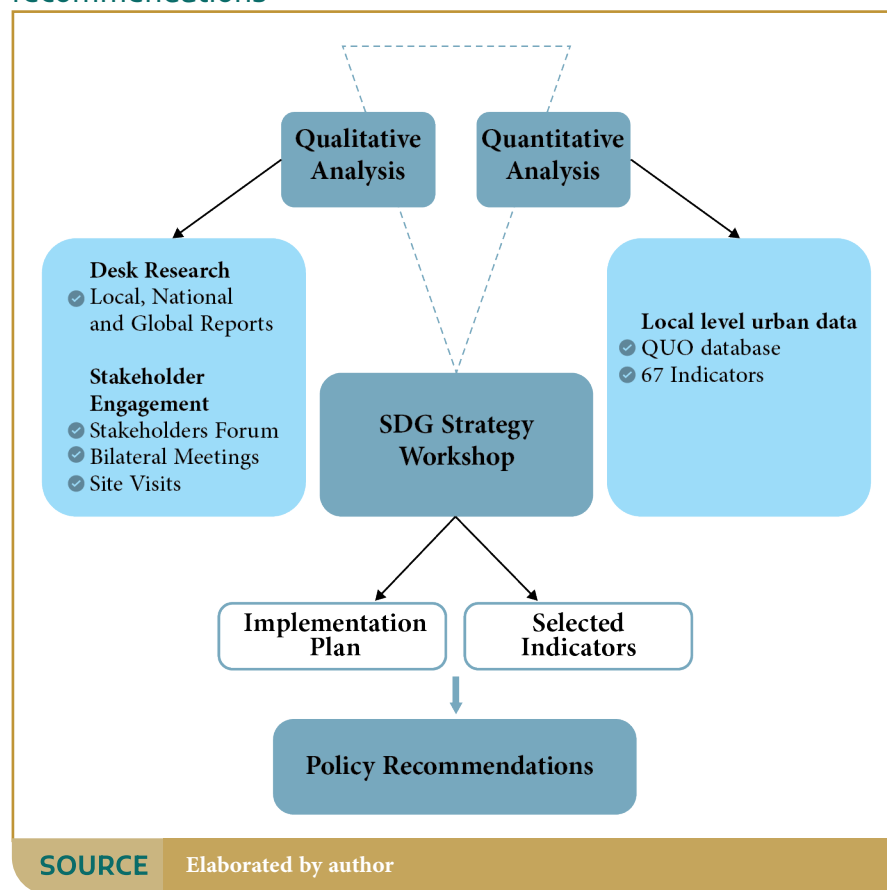 recommendations
Qualitative
Analysis
Quantitative
Analysis
Desk Research
Local, National
and Global Reports
Stakeholder
Engagement
Stakeholders Forum
Bilateral Meetings
Site Visits
Local level urban data
QUO database
67 Indicators
SDG Strategy
Workshop
Implementation
Plan
Selected
Indicators
Policy Recommendations
SOURCE Elaborated by author